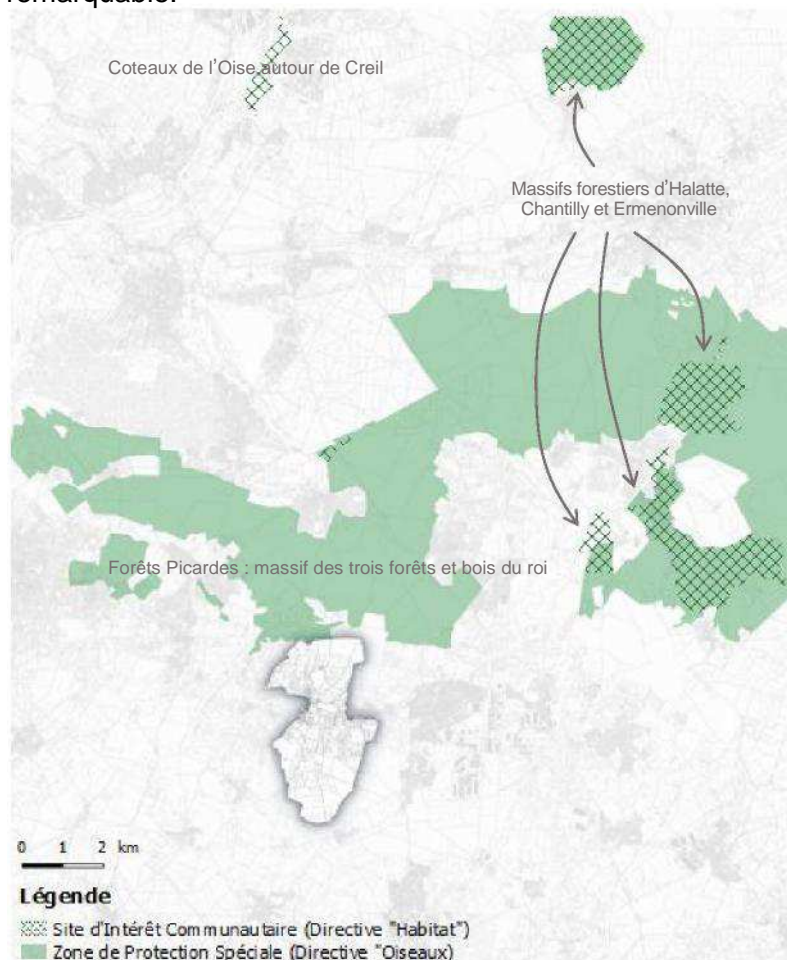 remarquable.
Coteaux de l'Oise autour de Creil
Massifs forestiers d'Halatte,
Chantilly et Ermenonville
Forêts Picardes : massif des trois forêts et bois du roi
0 1 2 km
Légende
Site d'Intérêt Communautaire (Directive "Habitat")
Zone de Protection Spéciale (Directive "Oiseaux)